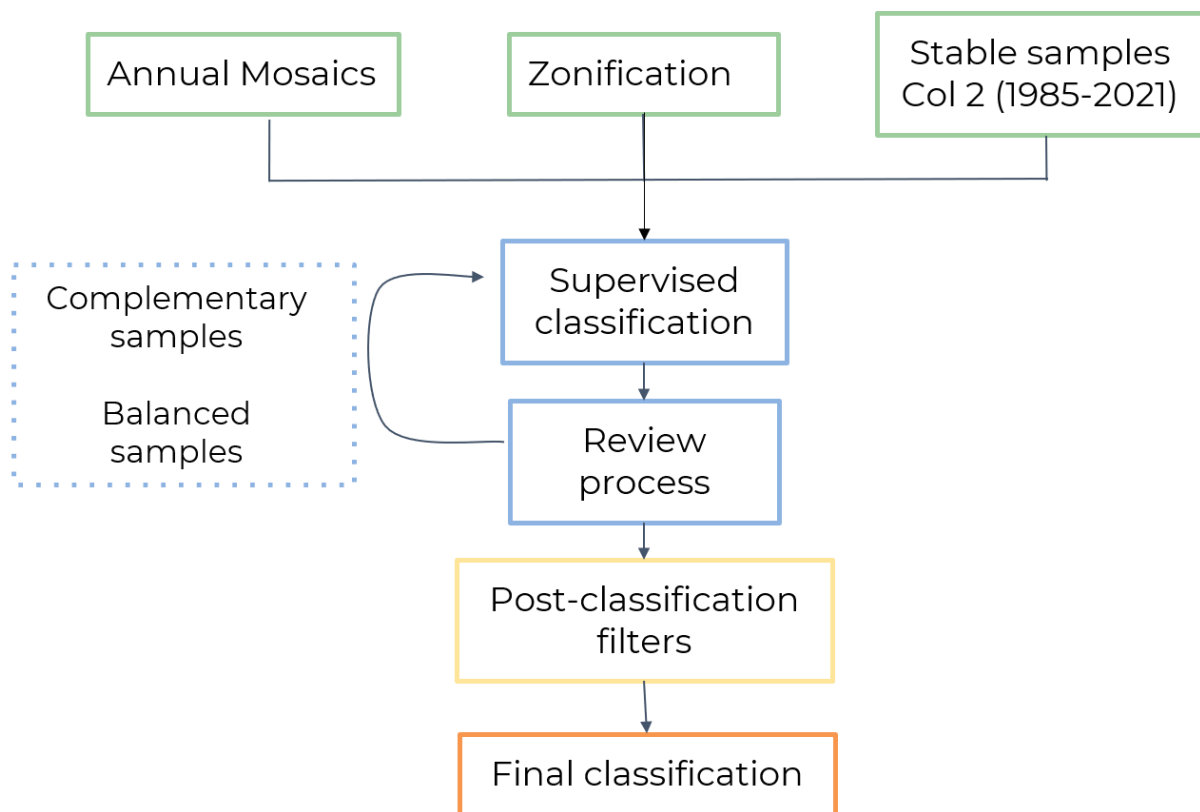 Annual Mosaics
Zonification
Stable samples
Col 2 (1985-2021)
Supervised
classification
Complementary
samples
Balanced
samples
Review
process
Post-classification
filters
Final classification